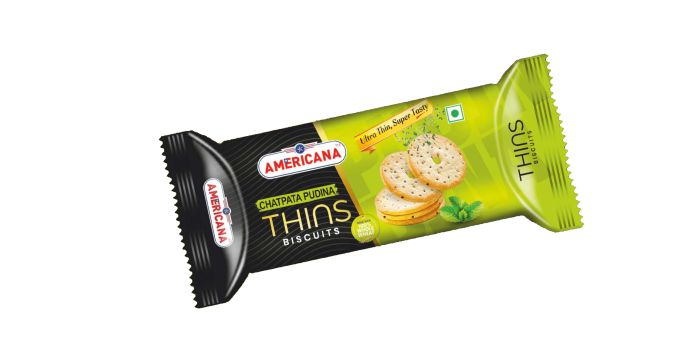 AMERICANA
AMERICANA
CHATPATA PUDINA
THINS
BISCUITS
Ultra Thin, Super Tasty
THINS
BISCUITS